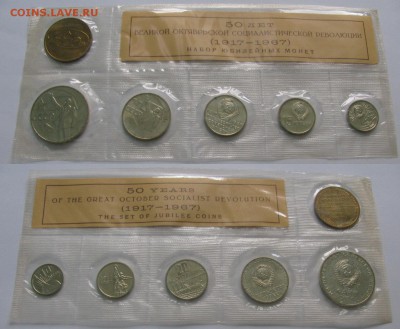 COINS.LAVE.RU
50 ЛЕТ
ВЕЛИКОЙ ОКТЯБРЬСКОЙ СОЦИАЛИСТИЧЕСКОЙ РЕВОЛЮЦИИ
(1917–1967)
НАБОР ЮБИЛЕЙНЫХ МОНЕТ
50 YEARS
OF THE GREAT OCTOBER SOCIALIST REVOLUTION
(1917–1967)
THE SET OF JUBILEE COINS